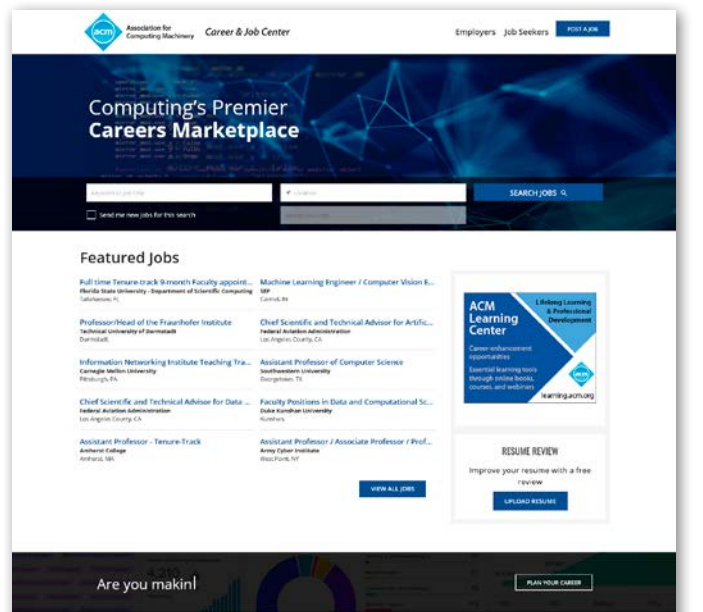 acm
Association for
Computing Machinery
Career & Job Center
Employers
Job Seekers
POST A JOB
Computing's Premier
Careers Marketplace
SEARCH JOBS
Send me new jobs for this search
Featured Jobs
Full time Tenure-track 9-month Faculty appoint...
Florida State University - Department of Scientific Computing
Tallahassee, FL
Machine Learning Engineer / Computer Vision E...
SEP
Carmel, IN
Professor/Head of the Fraunhofer Institute
Technical University of Darmstadt
Darmstadt,
Chief Scientific and Technical Advisor for Artific...
Federal Aviation Administration
Los Angeles County, CA
Information Networking Institute Teaching Tra...
Carnegie Mellon University
Pittsburgh, PA
Assistant Professor of Computer Science
Southwestern University
Georgetown, TX
Chief Scientific and Technical Advisor for Data ...
Federal Aviation Administration
Los Angeles County, CA
Faculty Positions in Data and Computational Sc...
Duke Kunshan University
Kunshan,
Assistant Professor - Tenure-Track
Amherst College
Amherst, MA
Assistant Professor / Associate Professor / Prof...
Army Cyber Institute
West Point, NY
VIEW ALL JOBS
ACM
Learning
Center
Lifelong Learning
& Professional
Development
Career enhancement
opportunities
Essential learning tools
through online books,
courses, and webinars
acm
learning.acm.org
RESUME REVIEW
Improve your resume with a free
review
UPLOAD RESUME
4,210
Are you makin
PLAN YOUR CAREER